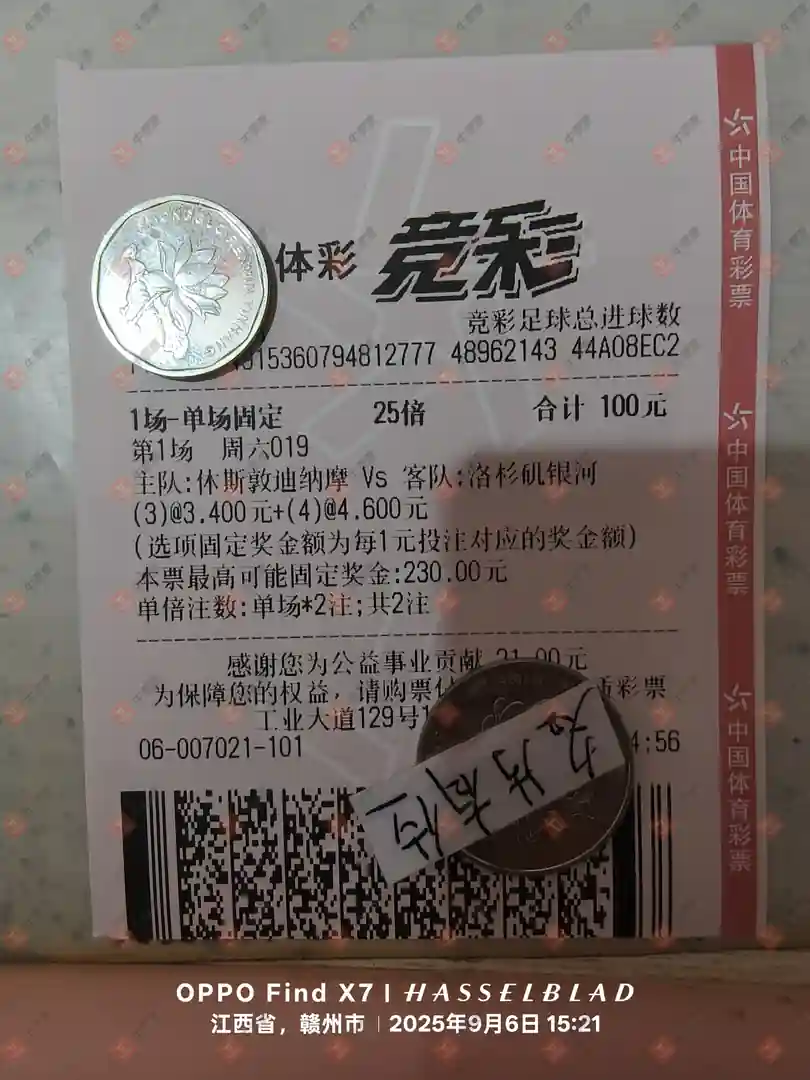 体彩 竞彩
竞彩足球总进球数
15360794812777 48962143 44A08EC2
1场-单场固定 25倍 合计 100元
第1场 周六019
主队:休斯敦迪纳摩 Vs 客队:洛杉矶银河
(3)@3.400元+(4)@4.600元
(选项固定奖金额为每1元投注对应的奖金额)
本票最高可能固定奖金:230.00元
单倍注数:单场*2注;共2注
感谢您为公益事业贡献 21.00元
为保障您的权益，请购票 彩票
工业大道129号
06-007021-101 4:56
中国体育彩票
中国体育彩票
中国体育彩票
OPPO Find X7 | HASSELBLAD
江西省，赣州市 | 2025年9月6日 15:21